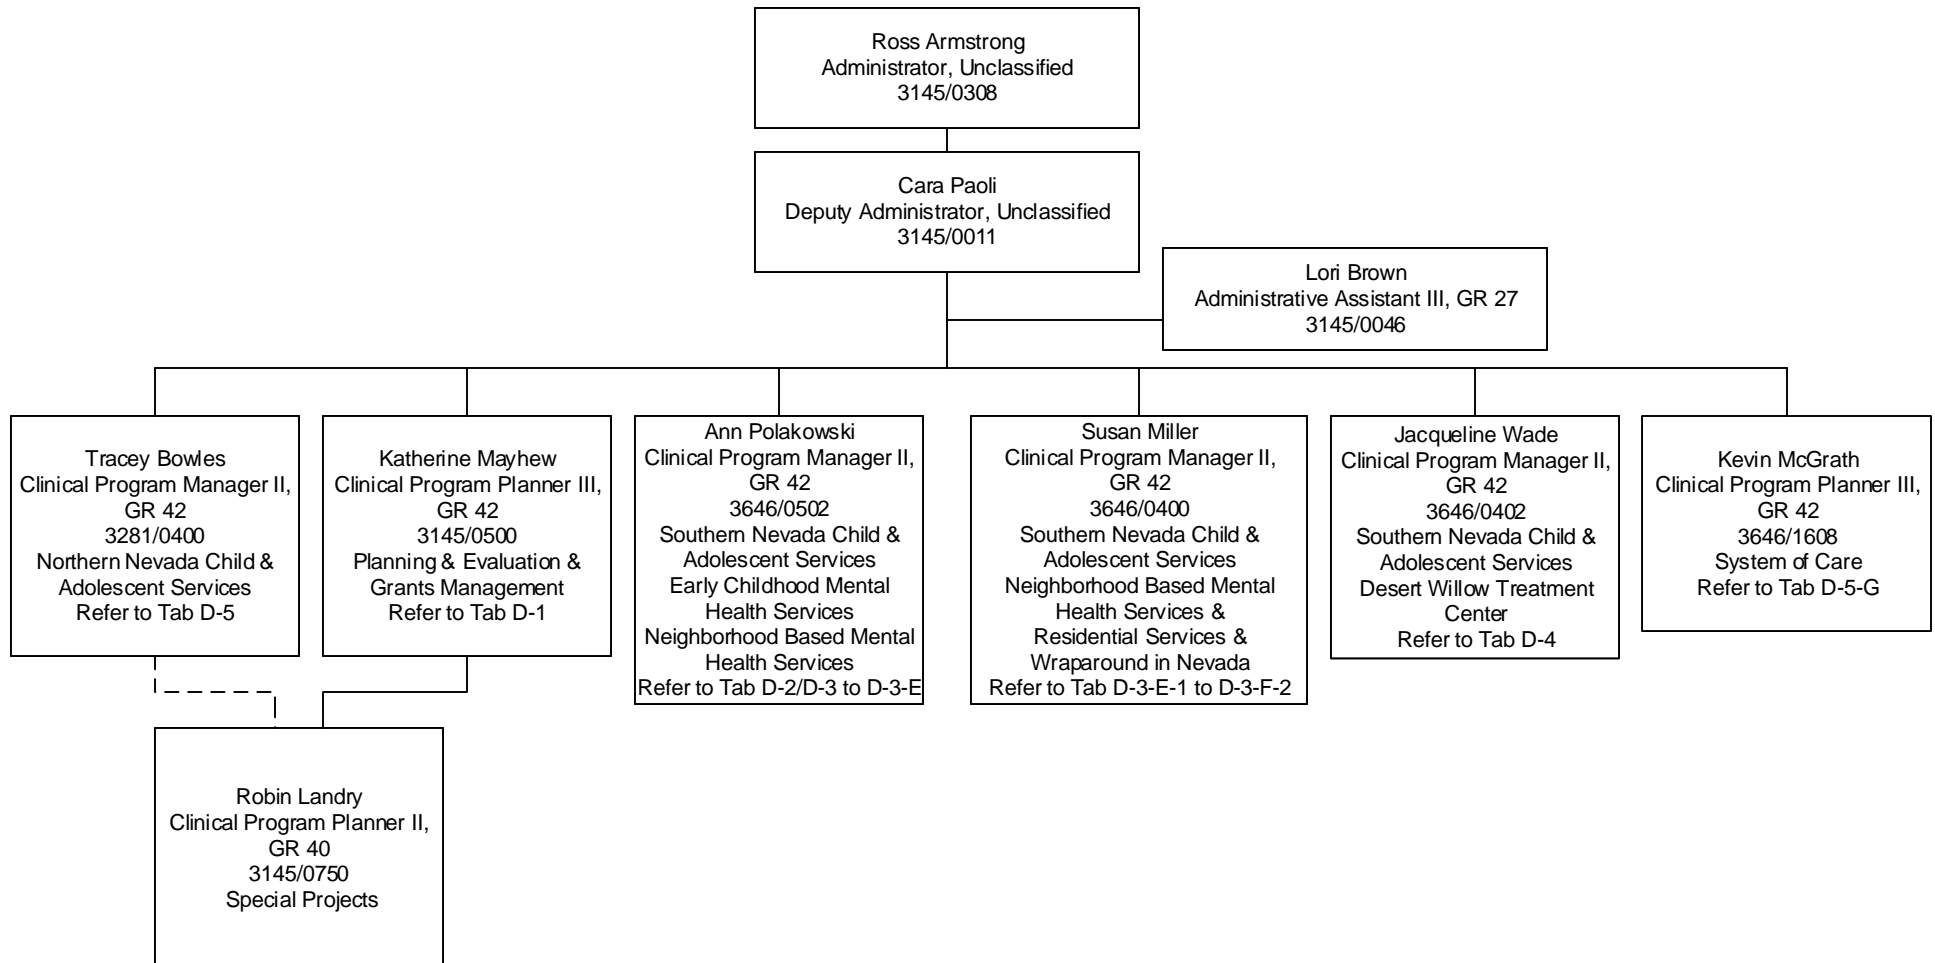 Ross Armstrong
Administrator, Unclassified
3145/0308
Cara Paoli
Deputy Administrator, Unclassified
3145/0011
Lori Brown
Administrative Assistant III, GR 27
3145/0046
Tracey Bowles
Clinical Program Manager II,
GR 42
3281/0400
Northern Nevada Child &
Adolescent Services
Refer to Tab D-5
Katherine Mayhew
Clinical Program Planner III,
GR 42
3145/0500
Planning & Evaluation &
Grants Management
Refer to Tab D-1
Ann Polakowski
Clinical Program Manager II,
GR 42
3646/0502
Southern Nevada Child &
Adolescent Services
Early Childhood Mental
Health Services
Neighborhood Based Mental
Health Services
Refer to Tab D-2/D-3 to D-3-E
Susan Miller
Clinical Program Manager II,
GR 42
3646/0400
Southern Nevada Child &
Adolescent Services
Neighborhood Based Mental
Health Services &
Residential Services &
Wraparound in Nevada
Refer to Tab D-3-E-1 to D-3-F-2
Jacqueline Wade
Clinical Program Manager II,
GR 42
3646/0402
Southern Nevada Child &
Adolescent Services
Desert Willow Treatment
Center
Refer to Tab D-4
Kevin McGrath
Clinical Program Planner III,
GR 42
3646/1608
System of Care
Refer to Tab D-5-G
Robin Landry
Clinical Program Planner II,
GR 40
3145/0750
Special Projects